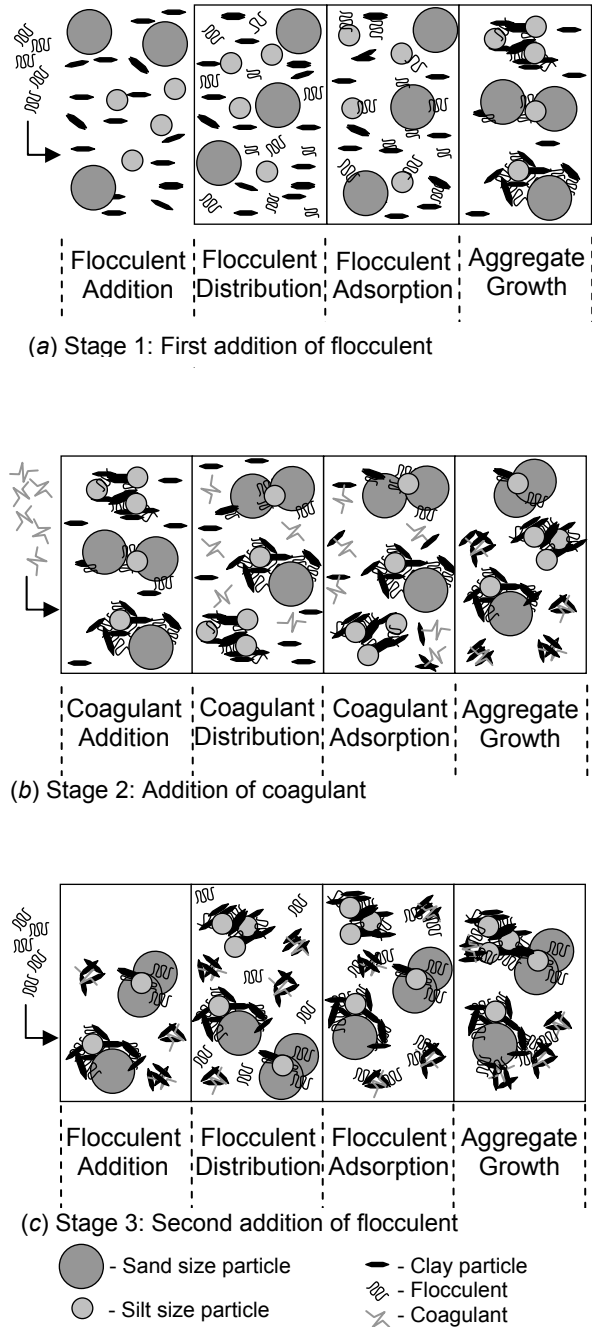 Flocculent Addition
Flocculent Distribution
Flocculent Adsorption
Aggregate Growth
(a) Stage 1: First addition of flocculent
Coagulant Addition
Coagulant Distribution
Coagulant Adsorption
Aggregate Growth
(b) Stage 2: Addition of coagulant
Flocculent Addition
Flocculent Distribution
Flocculent Adsorption
Aggregate Growth
(c) Stage 3: Second addition of flocculent
- Sand size particle
- Silt size particle
- Clay particle
- Flocculent
- Coagulant